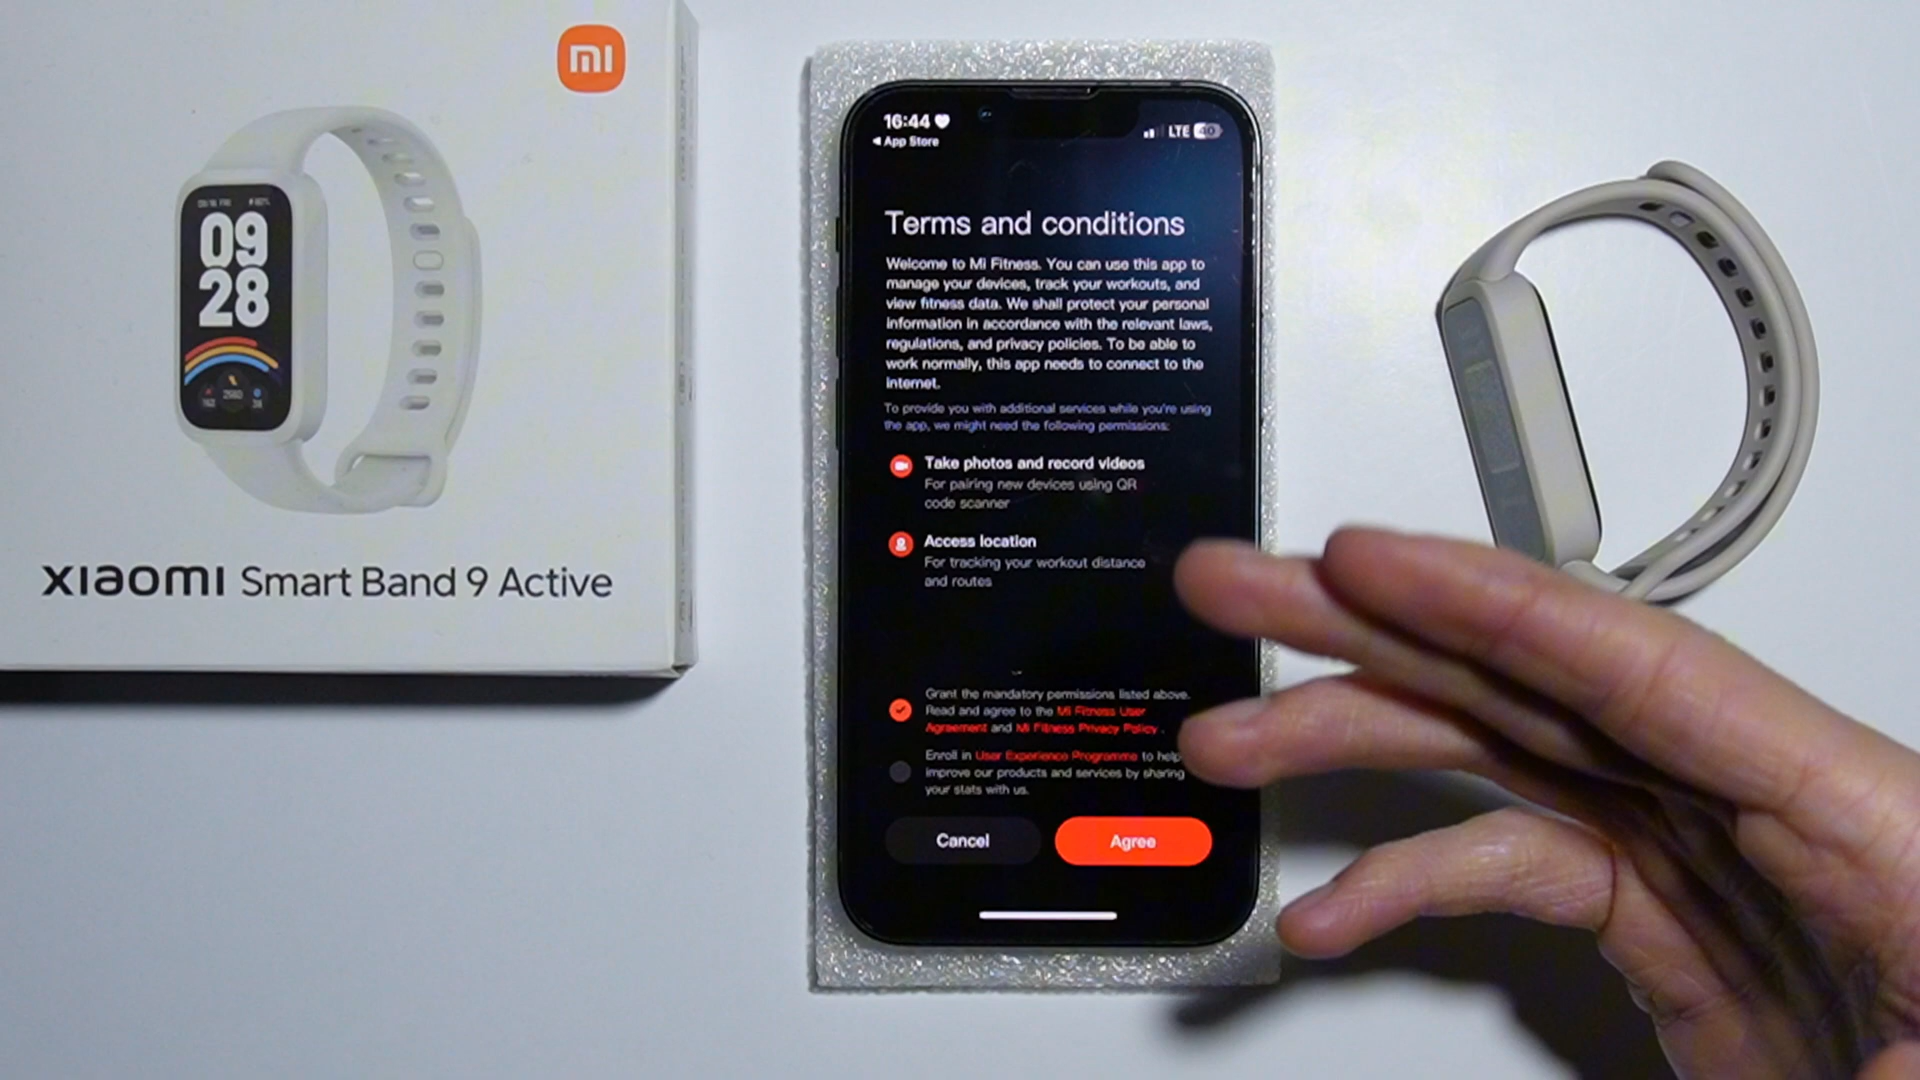 mi
09
28
xiaomi Smart Band 9 Active
16:44
LTE 40
App Store
Terms and conditions
Welcome to Mi Fitness. You can use this app to
manage your devices, track your workouts, and
view fitness data. We shall protect your personal
information in accordance with the relevant laws,
regulations, and privacy policies. To be able to
work normally, this app needs to connect to the
internet.
To provide you with additional services while you're using
the app, we might need the following permissions:
Take photos and record videos
For pairing new devices using QR
code scanner
Access location
For tracking your workout distance
and routes
Grant the mandatory permissions listed above.
Read and agree to the Mi Fitness User
Agreement and Mi Fitness Privacy Policy .
Enroll in User Experience Programme to help
improve our products and services by sharing
your stats with us.
Cancel
Agree